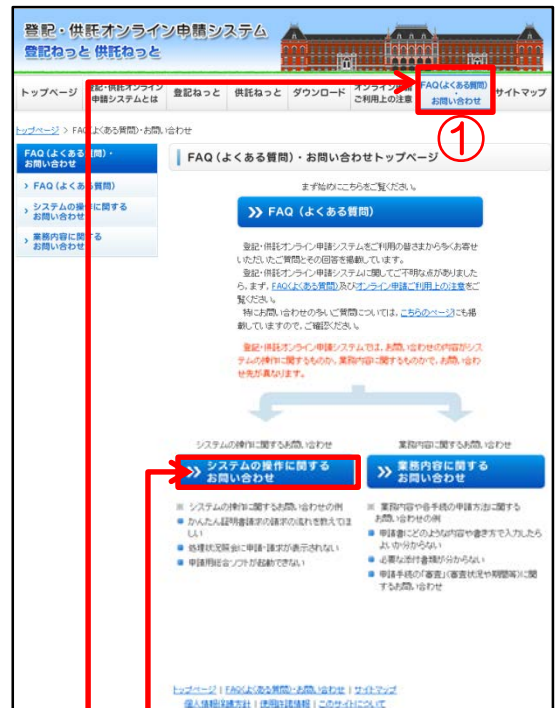 登記・供託オンライン申請システム
登記ねっと 供託ねっと
トップページ
登記・供託オンライン
申請システムとは
登記ねっと
供託ねっと
ダウンロード
オンライン申請
ご利用上の注意
FAQ(よくある質問)
・
お問い合わせ
サイトマップ
①
トップページ > FAQ(よくある質問)・お問い合わせ
FAQ(よくある質問)・
お問い合わせ
> FAQ(よくある質問)
> システムの操作に関する
お問い合わせ
> 業務内容に関する
お問い合わせ
FAQ(よくある質問)・お問い合わせトップページ
まず始めにこちらをご覧ください。
FAQ(よくある質問)
登記・供託オンライン申請システムをご利用の皆さまから多くお寄せ
いただいたご質問とその回答を掲載しています。
登記・供託オンライン申請システムに関してご不明な点がありました
ら、まず、FAQ(よくある質問)及びオンライン申請ご利用上の注意をご
覧ください。
特にお問い合わせの多いご質問については、こちらのページにも掲
載していますので、ご確認ください。
登記・供託オンライン申請システムでは、お問い合わせの内容がシス
テムの操作に関するものか、業務内容に関するものかで、お問い合わ
せ先が異なります。
システムの操作に関するお問い合わせ
システムの操作に関する
お問い合わせ
※ システムの操作に関するお問い合わせの例
かんたん証明書請求の請求の流れを教えてほ
しい
処理状況照会に申請・請求が表示されない
申請用総合ソフトが起動できない
業務内容に関するお問い合わせ
業務内容に関する
お問い合わせ
※ 業務内容や各手続の申請方法に関する
お問い合わせの例
申請書にどのような内容や書き方で入力したら
よいか分からない
必要な添付書類が分からない
申請手続の「審査」(審査状況や期間等)に関
するお問い合わせ
トップページ | FAQ(よくある質問)・お問い合わせ | サイトマップ
個人情報保護方針 | 使用許諾情報 | このサイトについて